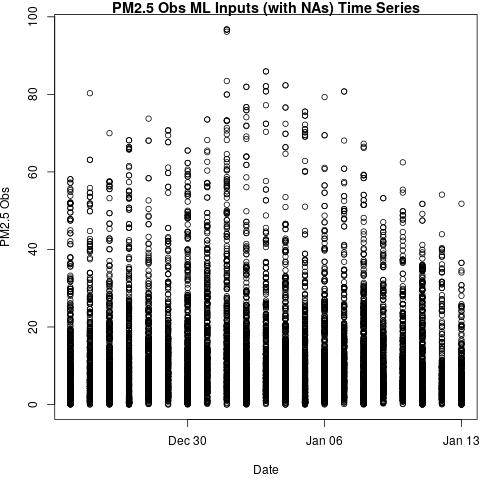 PM2.5 Obs ML Inputs (with NAs) Time Series
100
80
60
40
20
0
PM2.5 Obs
Dec 30
Jan 06
Jan 13
Date